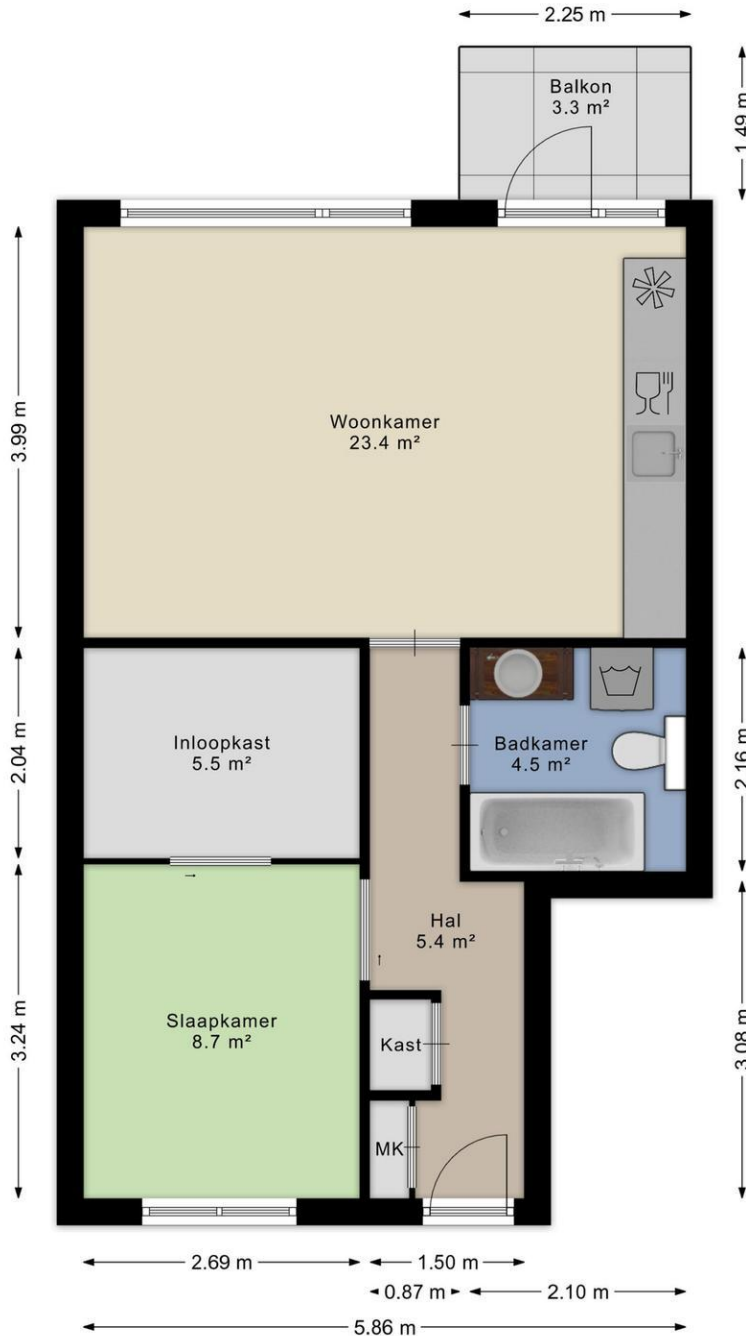 2.25 m
Balkon
3.3 m²
1.49 m
3.99 m
Woonkamer
23.4 m²
2.04 m
Inloopkast
5.5 m²
Badkamer
4.5 m²
2.16 m
Hal
5.4 m²
3.24 m
Slaapkamer
8.7 m²
Kast
3.08 m
MK
2.69 m
1.50 m
0.87 m
2.10 m
5.86 m